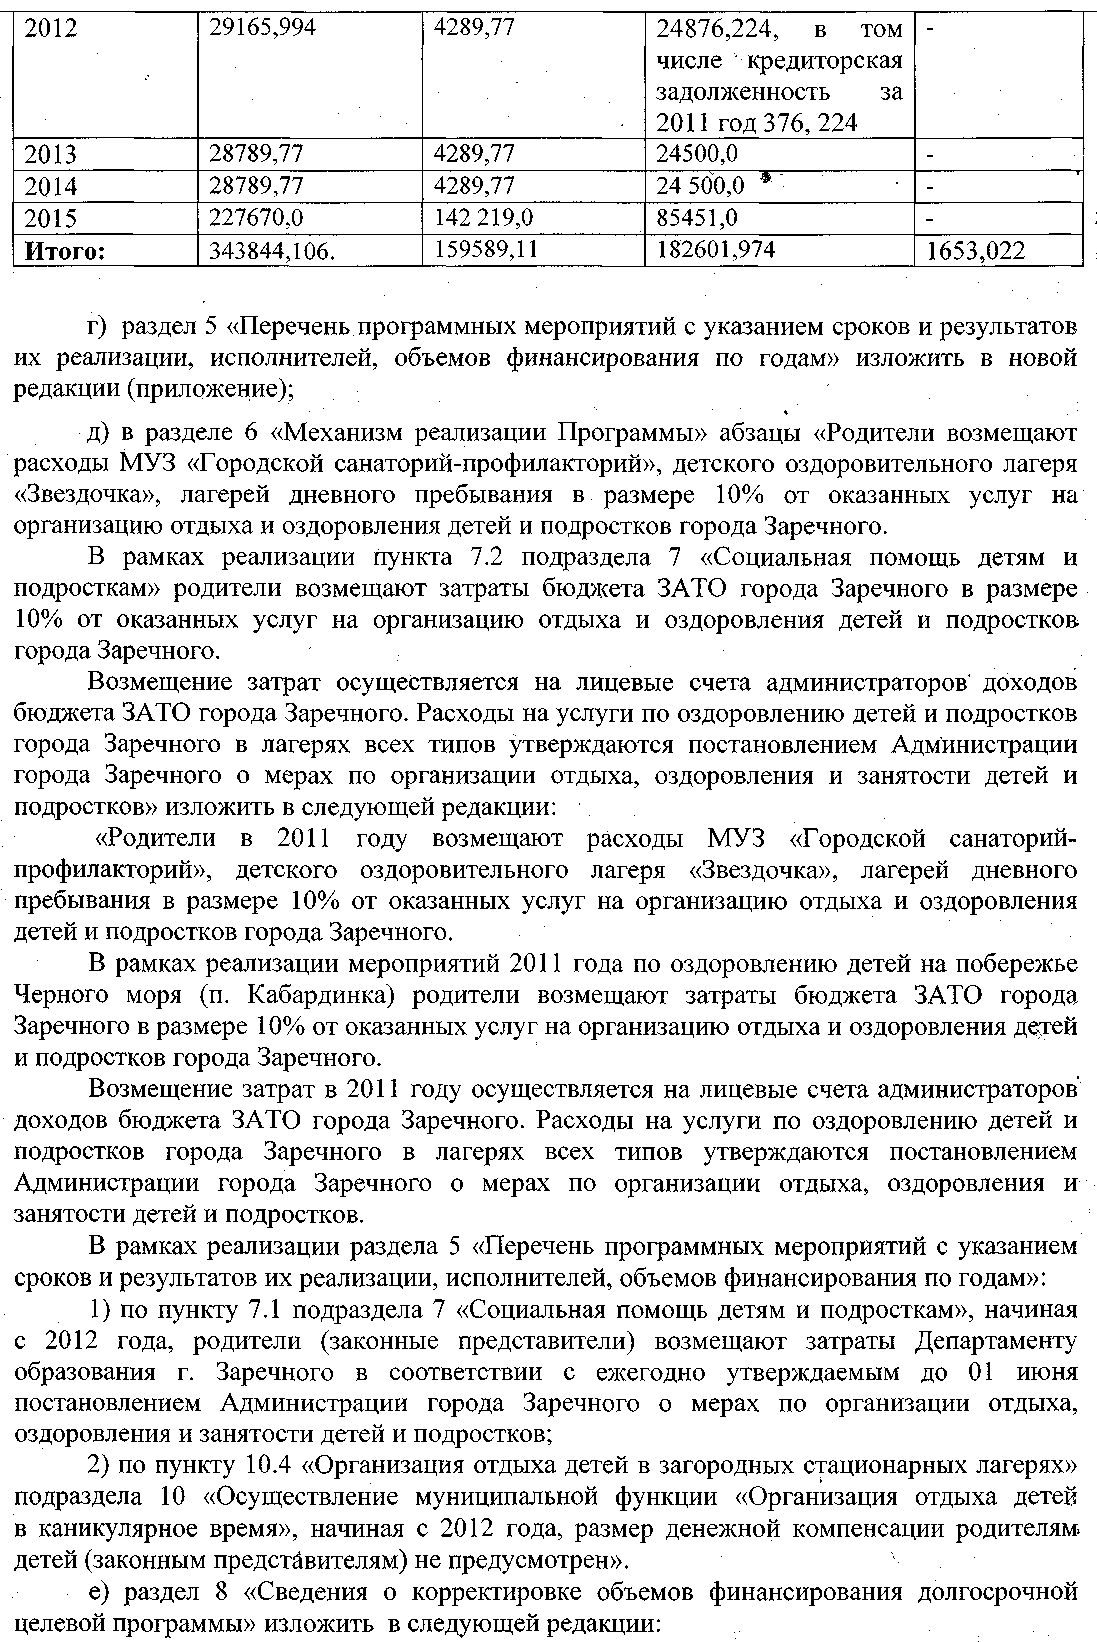 2012 29165,994 4289,77 24876,224, в том -
числе кредиторская
задолженность за
2011 год 376, 224
2013 28789,77 4289,77 24500,0 -
2014 28789,77 4289,77 24 500,0 -
2015 227670,0 142 219,0 85451,0 -
Итого: 343844,106. 159589,11 182601,974 1653,022
г) раздел 5 «Перечень программных мероприятий с указанием сроков и результатов
их реализации, исполнителей, объемов финансирования по годам» изложить в новой
редакции (приложение);
д) в разделе 6 «Механизм реализации Программы» абзацы «Родители возмещают
расходы МУЗ «Городской санаторий-профилакторий», детского оздоровительного лагеря
«Звездочка», лагерей дневного пребывания в размере 10% от оказанных услуг на
организацию отдыха и оздоровления детей и подростков города Заречного.
В рамках реализации пункта 7.2 подраздела 7 «Социальная помощь детям и
подросткам» родители возмещают затраты бюджета ЗАТО города Заречного в размере
10% от оказанных услуг на организацию отдыха и оздоровления детей и подростков
города Заречного.
Возмещение затрат осуществляется на лицевые счета администраторов доходов
бюджета ЗАТО города Заречного. Расходы на услуги по оздоровлению детей и подростков
города Заречного в лагерях всех типов утверждаются постановлением Администрации
города Заречного о мерах по организации отдыха, оздоровления и занятости детей и
подростков» изложить в следующей редакции:
«Родители в 2011 году возмещают расходы МУЗ «Городской санаторий-
профилакторий», детского оздоровительного лагеря «Звездочка», лагерей дневного
пребывания в размере 10% от оказанных услуг на организацию отдыха и оздоровления
детей и подростков города Заречного.
В рамках реализации мероприятий 2011 года по оздоровлению детей на побережье
Черного моря (п. Кабардинка) родители возмещают затраты бюджета ЗАТО города
Заречного в размере 10% от оказанных услуг на организацию отдыха и оздоровления детей
и подростков города Заречного.
Возмещение затрат в 2011 году осуществляется на лицевые счета администраторов
доходов бюджета ЗАТО города Заречного. Расходы на услуги по оздоровлению детей и
подростков города Заречного в лагерях всех типов утверждаются постановлением
Администрации города Заречного о мерах по организации отдыха, оздоровления и
занятости детей и подростков.
В рамках реализации раздела 5 «Перечень программных мероприятий с указанием
сроков и результатов их реализации, исполнителей, объемов финансирования по годам»:
1) по пункту 7.1 подраздела 7 «Социальная помощь детям и подросткам», начиная
с 2012 года, родители (законные представители) возмещают затраты Департаменту
образования г. Заречного в соответствии с ежегодно утверждаемым до 01 июня
постановлением Администрации города Заречного о мерах по организации отдыха,
оздоровления и занятости детей и подростков;
2) по пункту 10.4 «Организация отдыха детей в загородных стационарных лагерях»
подраздела 10 «Осуществление муниципальной функции «Организация отдыха детей
в каникулярное время», начиная с 2012 года, размер денежной компенсации родителям
детей (законным представителям) не предусмотрен».
е) раздел 8 «Сведения о корректировке объемов финансирования долгосрочной
целевой программы» изложить в следующей редакции: